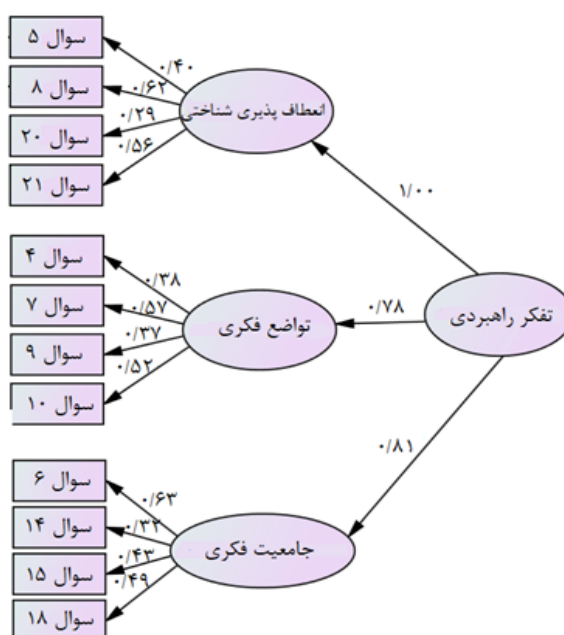 سوال ۵
سوال ۸
سوال ۲۰
سوال ۲۱
۰/۴۰
۰/۶۲
۰/۲۹
۰/۵۶
انعطاف پذیری شناختی
۱/۰۰
سوال ۴
سوال ۷
سوال ۹
سوال ۱۰
۰/۳۸
۰/۵۷
۰/۳۷
۰/۵۲
تواضع فکری
۰/۷۸
تفکر راهبردی
۰/۸۱
سوال ۶
سوال ۱۴
سوال ۱۵
سوال ۱۸
۰/۶۳
۰/۳۲
۰/۴۳
۰/۴۹
جامعیت فکری